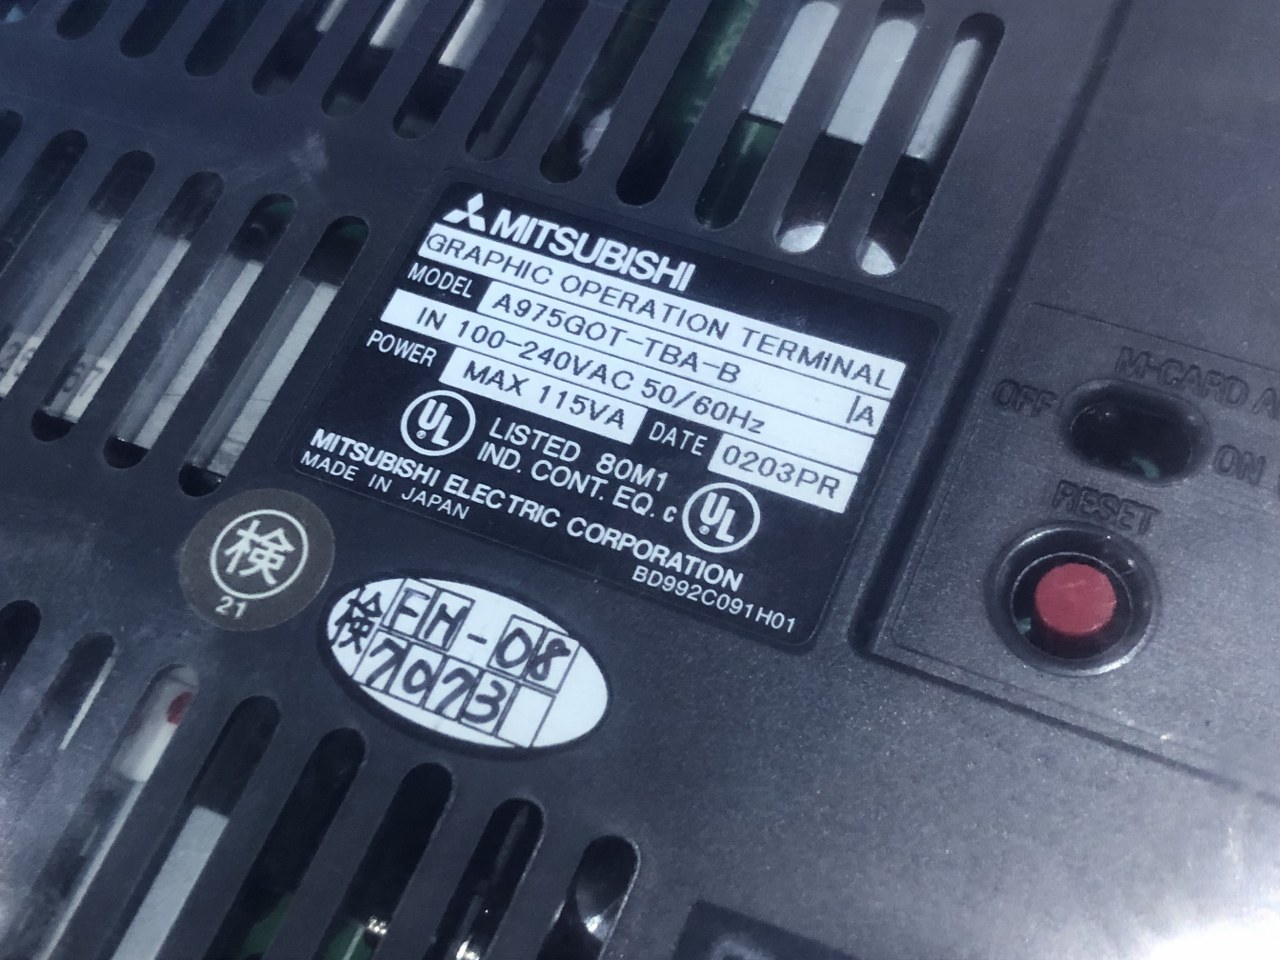 MITSUBISHI
GRAPHIC OPERATION TERMINAL
MODEL A975GOT-TBA-B
IN 100-240VAC 50/60Hz |A
POWER MAX 115VA DATE 0203PR
UL LISTED 80M1
IND. CONT. EQ. c UL
MITSUBISHI ELECTRIC CORPORATION
MADE IN JAPAN
BD992C091H01
検
21
検 FH-08
7073
M-CARD A
OFF ON
RESET
67